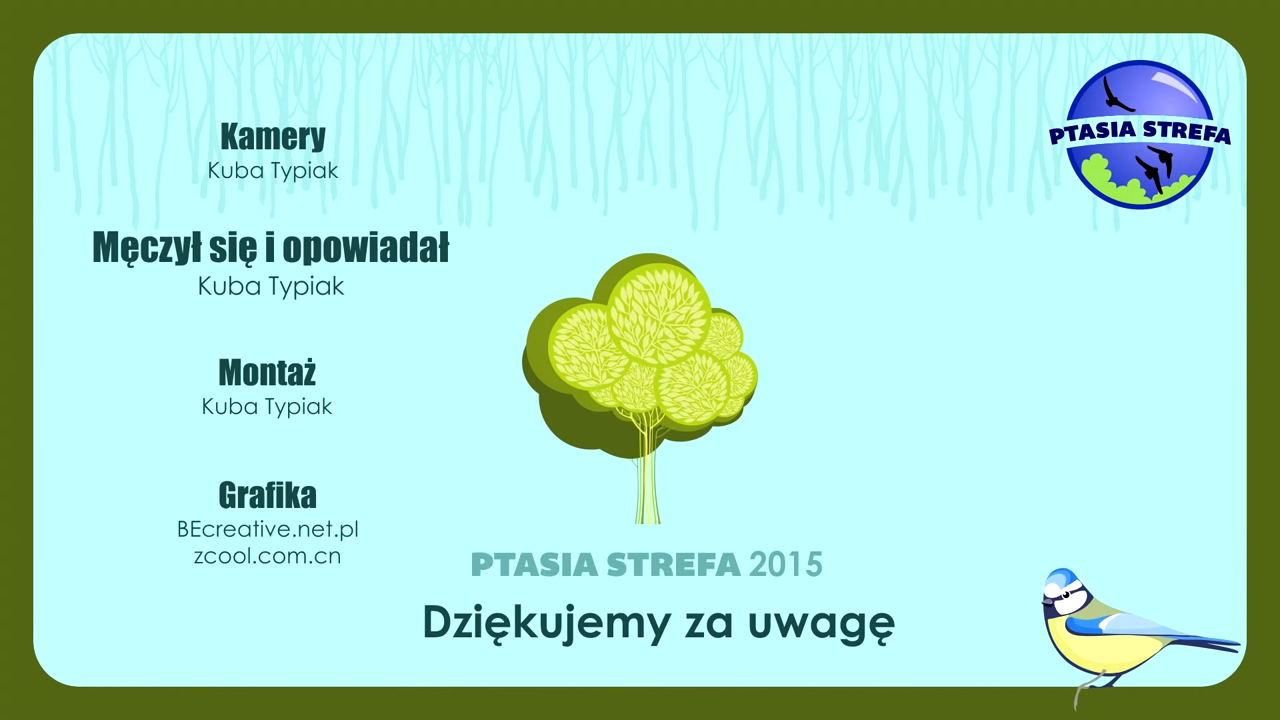 PTASIA STREFA
Kamery
Kuba Typiak
Męczył się i opowiadał
Kuba Typiak
Montaż
Kuba Typiak
Grafika
BEcreative.net.pl
zcool.com.cn
PTASIA STREFA 2015
Dziękujemy za uwagę